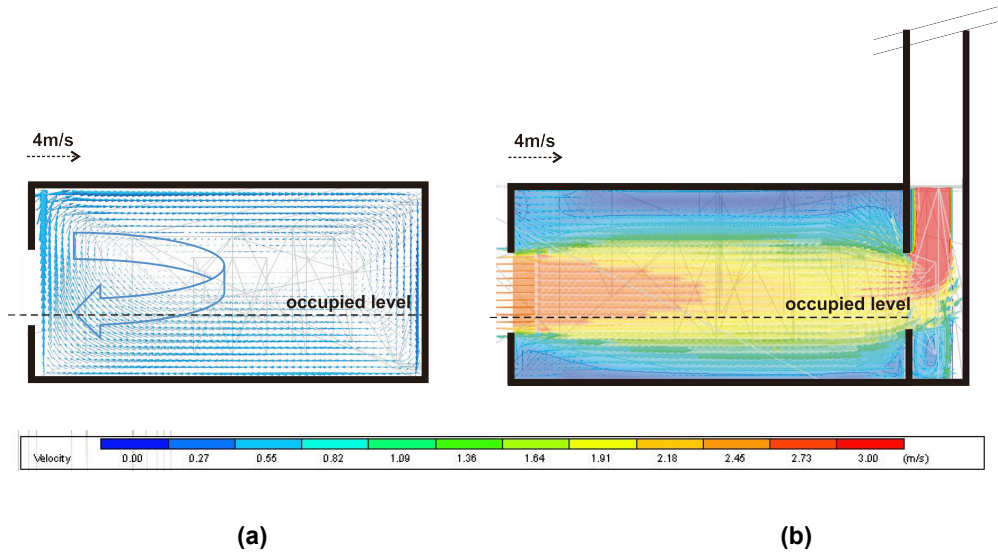 4m/s
4m/s
occupied level
occupied level
Velocity 0.00 0.27 0.55 0.82 1.09 1.36 1.64 1.91 2.18 2.45 2.73 3.00 (m/s)
(a)
(b)